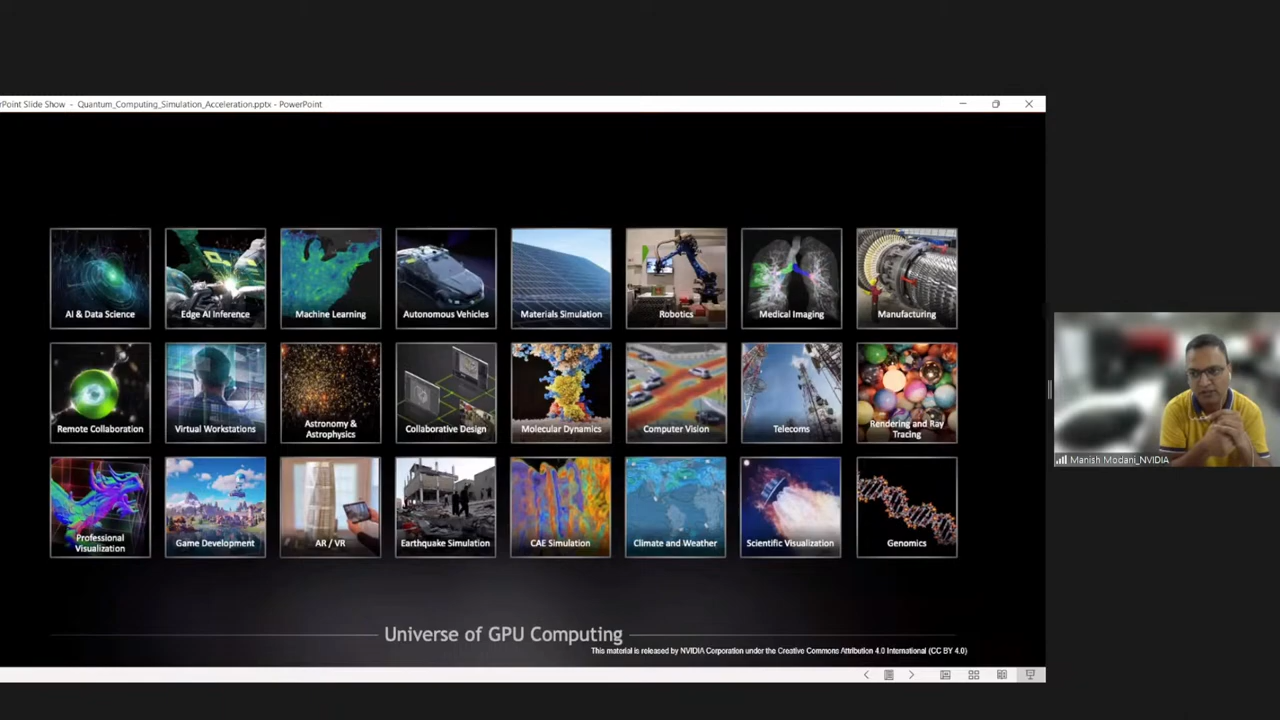 rPoint Slide Show - Quantum_Computing_Simulation_Acceleration.pptx - PowerPoint
AI & Data Science
Edge AI Inference
Machine Learning
Autonomous Vehicles
Materials Simulation
Robotics
Medical Imaging
Manufacturing
Remote Collaboration
Virtual Workstations
Astronomy &
Astrophysics
Collaborative Design
Molecular Dynamics
Computer Vision
Telecoms
Rendering and Ray
Tracing
Professional
Visualization
Game Development
AR / VR
Earthquake Simulation
CAE Simulation
Climate and Weather
Scientific Visualization
Genomics
Universe of GPU Computing
This material is released by NVIDIA Corporation under the Creative Commons Attribution 4.0 International (CC BY 4.0)
Manish Modani_NVIDIA